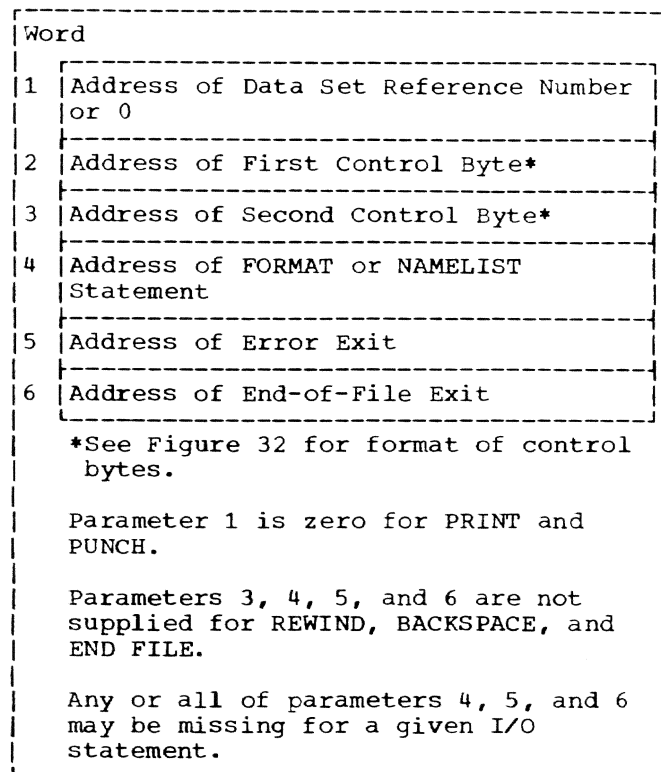 Word
1 Address of Data Set Reference Number
or 0
2 Address of First Control Byte*
3 Address of Second Control Byte*
4 Address of FORMAT or NAMELIST
Statement
5 Address of Error Exit
6 Address of End-of-File Exit
*See Figure 32 for format of control
bytes.
Parameter 1 is zero for PRINT and
PUNCH.
Parameters 3, 4, 5, and 6 are not
supplied for REWIND, BACKSPACE, and
END FILE.
Any or all of parameters 4, 5, and 6
may be missing for a given I/O
statement.